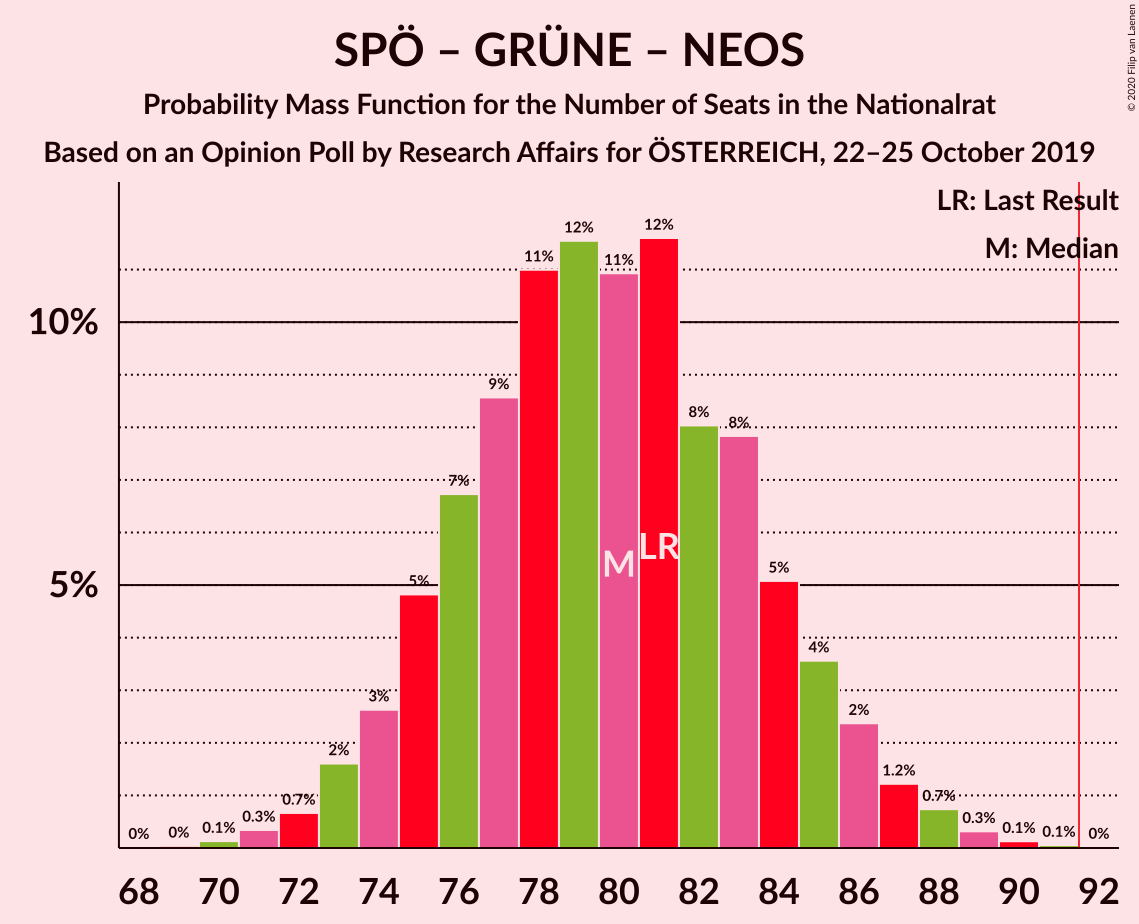 SPÖ – GRÜNE – NEOS
Probability Mass Function for the Number of Seats in the Nationalrat
Based on an Opinion Poll by Research Affairs for ÖSTERREICH, 22–25 October 2019
© 2020 Filip van Laenen
LR: Last Result
M: Median
10%
5%
0% 0% 0.1% 0.3% 0.7% 2% 3% 5% 7% 9% 11% 12% 11% 12% 8% 8% 5% 4% 2% 1.2% 0.7% 0.3% 0.1% 0.1% 0%
M LR
68 70 72 74 76 78 80 82 84 86 88 90 92